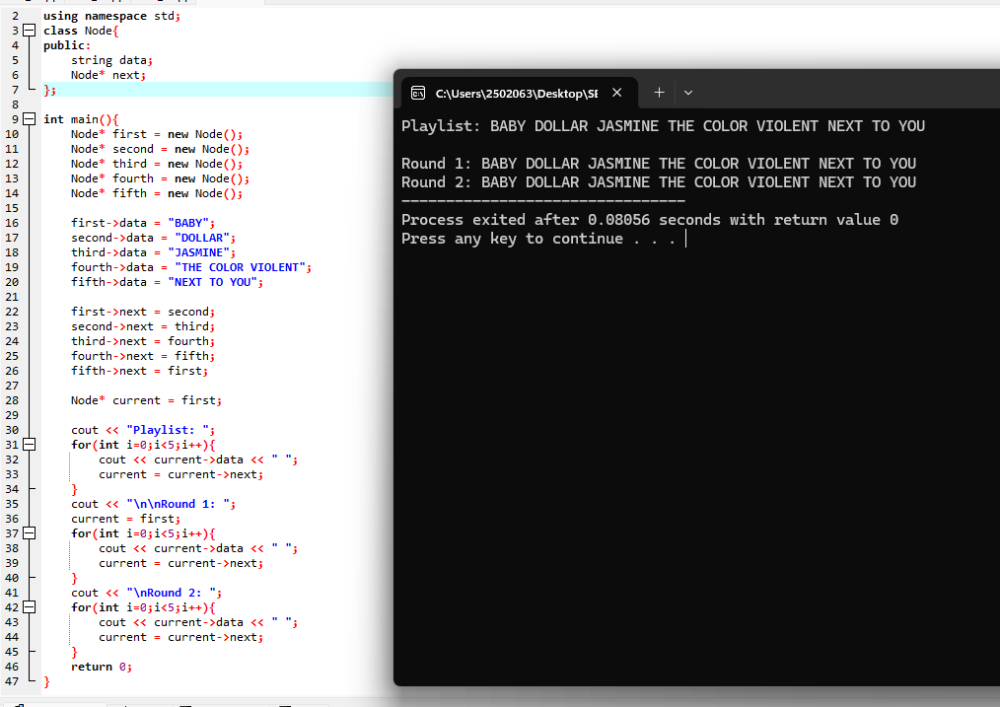 2 using namespace std;
3 class Node{
4 public:
5 string data;
6 Node* next;
7 };
8
9 int main(){
10 Node* first = new Node();
11 Node* second = new Node();
12 Node* third = new Node();
13 Node* fourth = new Node();
14 Node* fifth = new Node();
15
16 first->data = "BABY";
17 second->data = "DOLLAR";
18 third->data = "JASMINE";
19 fourth->data = "THE COLOR VIOLENT";
20 fifth->data = "NEXT TO YOU";
21
22 first->next = second;
23 second->next = third;
24 third->next = fourth;
25 fourth->next = fifth;
26 fifth->next = first;
27
28 Node* current = first;
29
30 cout << "Playlist: ";
31 for(int i=0;i<5;i++){
32 cout << current->data << " ";
33 current = current->next;
34 }
35 cout << "\n\nRound 1: ";
36 current = first;
37 for(int i=0;i<5;i++){
38 cout << current->data << " ";
39 current = current->next;
40 }
41 cout << "\nRound 2: ";
42 for(int i=0;i<5;i++){
43 cout << current->data << " ";
44 current = current->next;
45 }
46 return 0;
47 }
C:\Users\2502063\Desktop\SE
Playlist: BABY DOLLAR JASMINE THE COLOR VIOLENT NEXT TO YOU
Round 1: BABY DOLLAR JASMINE THE COLOR VIOLENT NEXT TO YOU
Round 2: BABY DOLLAR JASMINE THE COLOR VIOLENT NEXT TO YOU
--------------------------------
Process exited after 0.08056 seconds with return value 0
Press any key to continue . . .